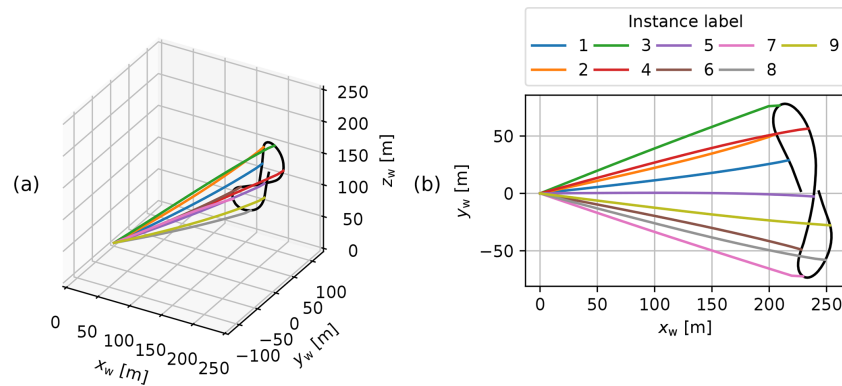 Instance label
1 3 5 7 9
2 4 6 8
(a)
250
200
150
100
50
0
z_w [m]
0 50 100 150 200 250
x_w [m]
−100 −50 0 50 100
y_w [m]
(b)
50
0
−50
y_w [m]
0 50 100 150 200 250
x_w [m]